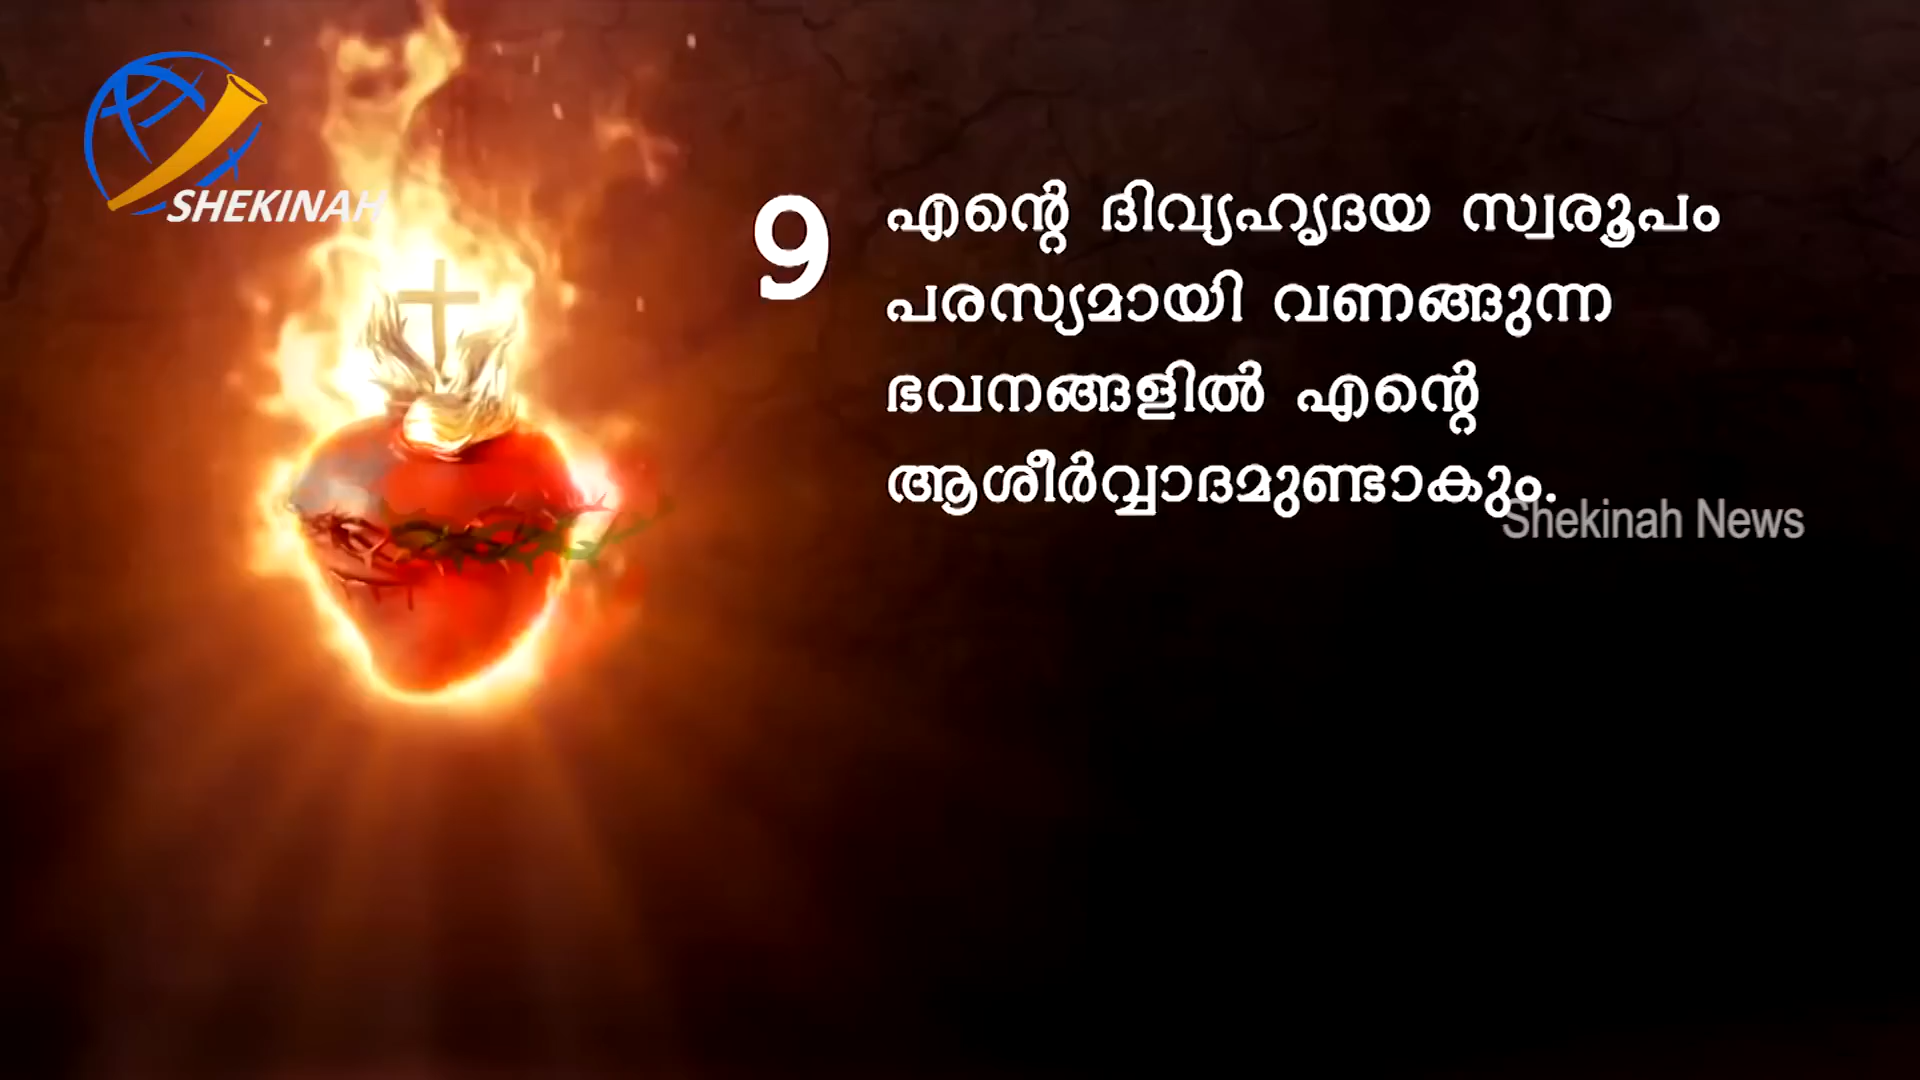 SHEKINAH
9
എന്റെ ദിവ്യഹൃദയ സ്വരൂപം
പരസ്യമായി വണങ്ങുന്ന
ഭവനങ്ങളിൽ എന്റെ
ആശീർവ്വാദമുണ്ടാകും.
Shekinah News